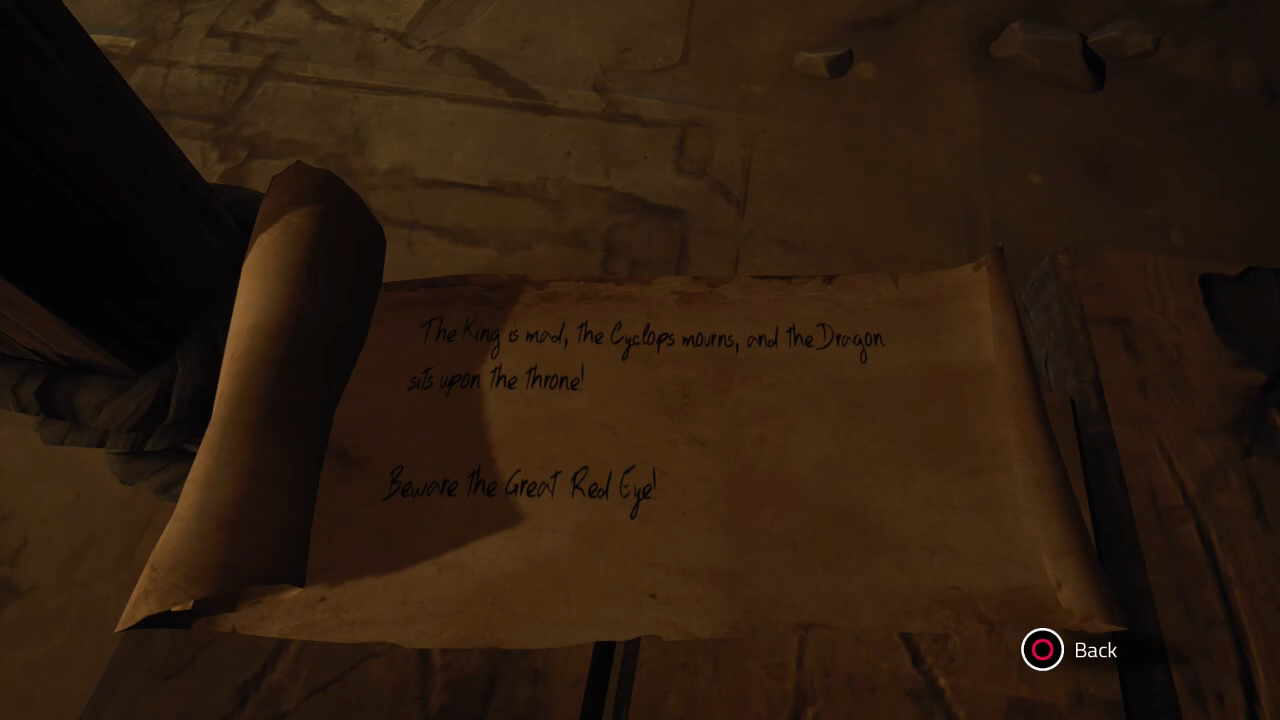 The King is mad, the Cyclops mourns, and the Dragon
sits upon the throne!
Beware the Great Red Eye!
Back